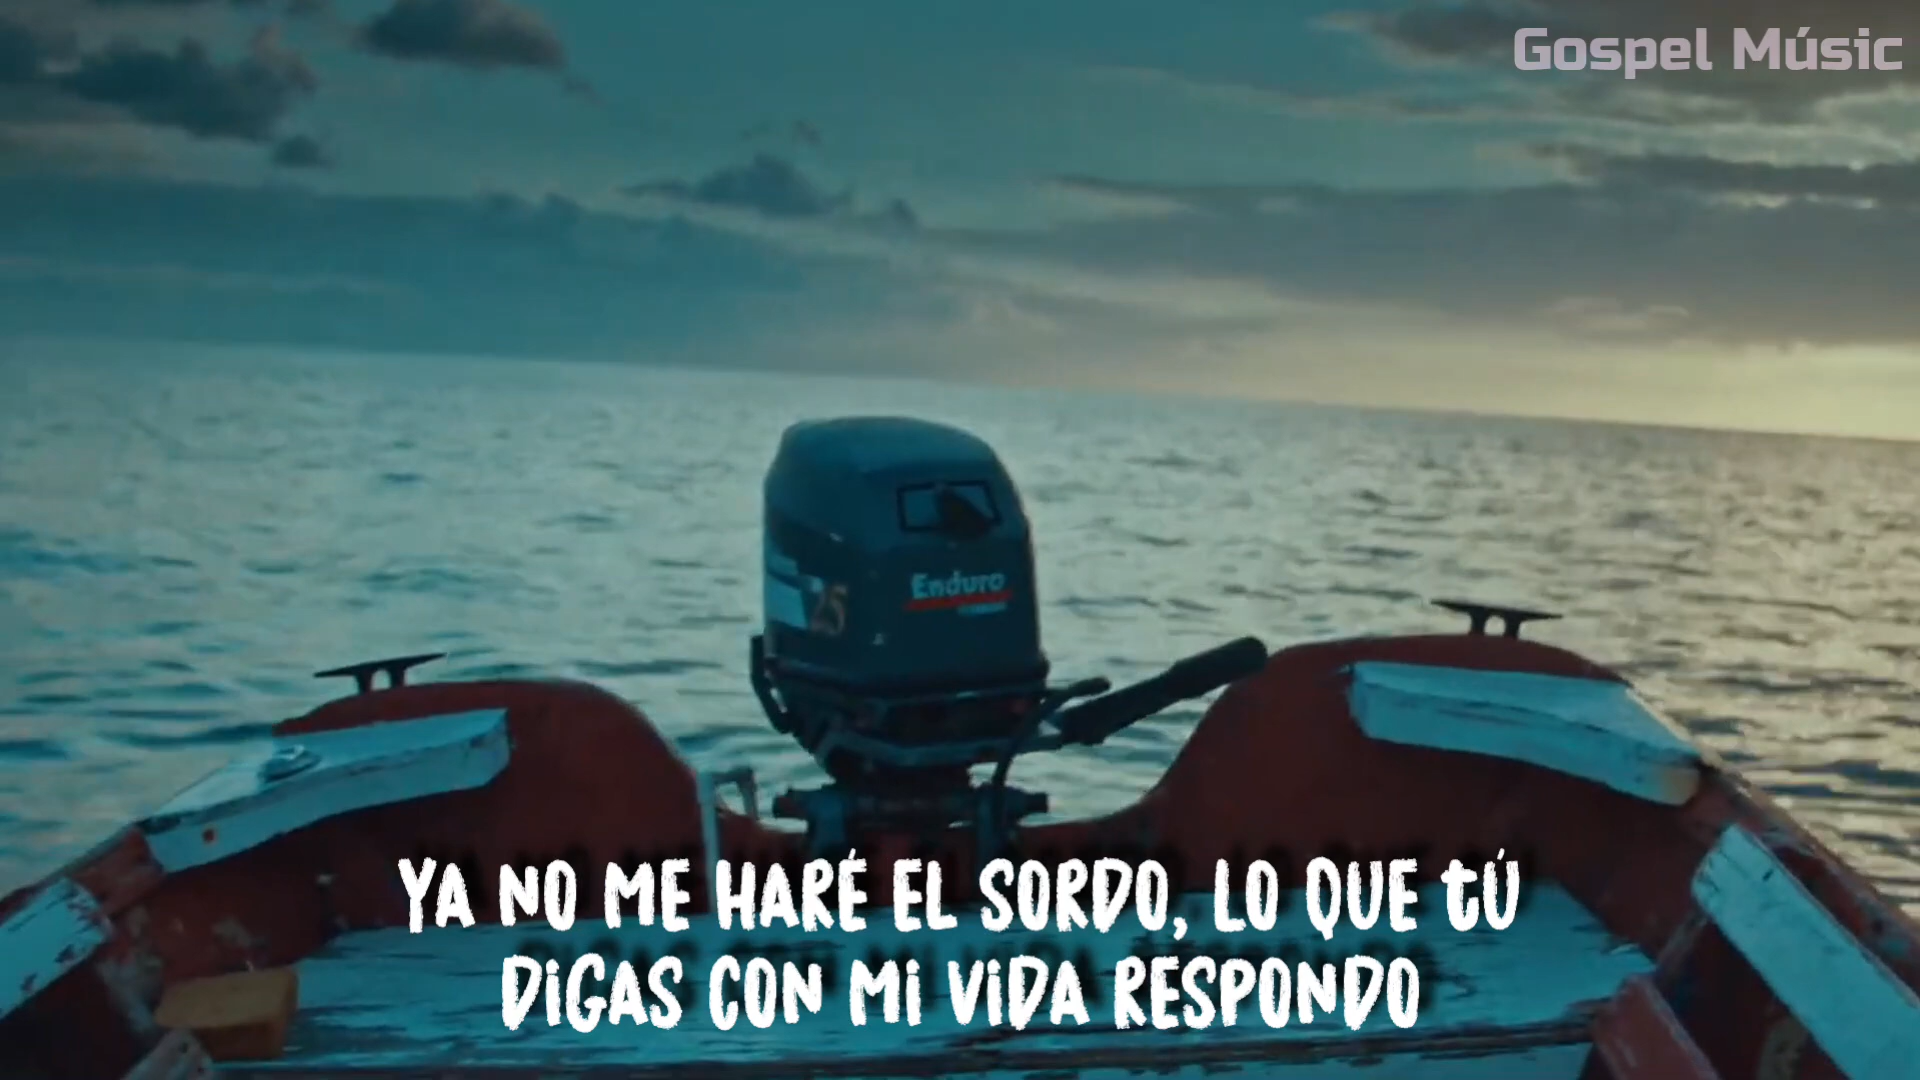 Gospel Músic
Enduro
25
YA NO ME HARÉ EL SORDO, LO QUE tÚ
DiGAS CON Mi ViDA RESPONDO